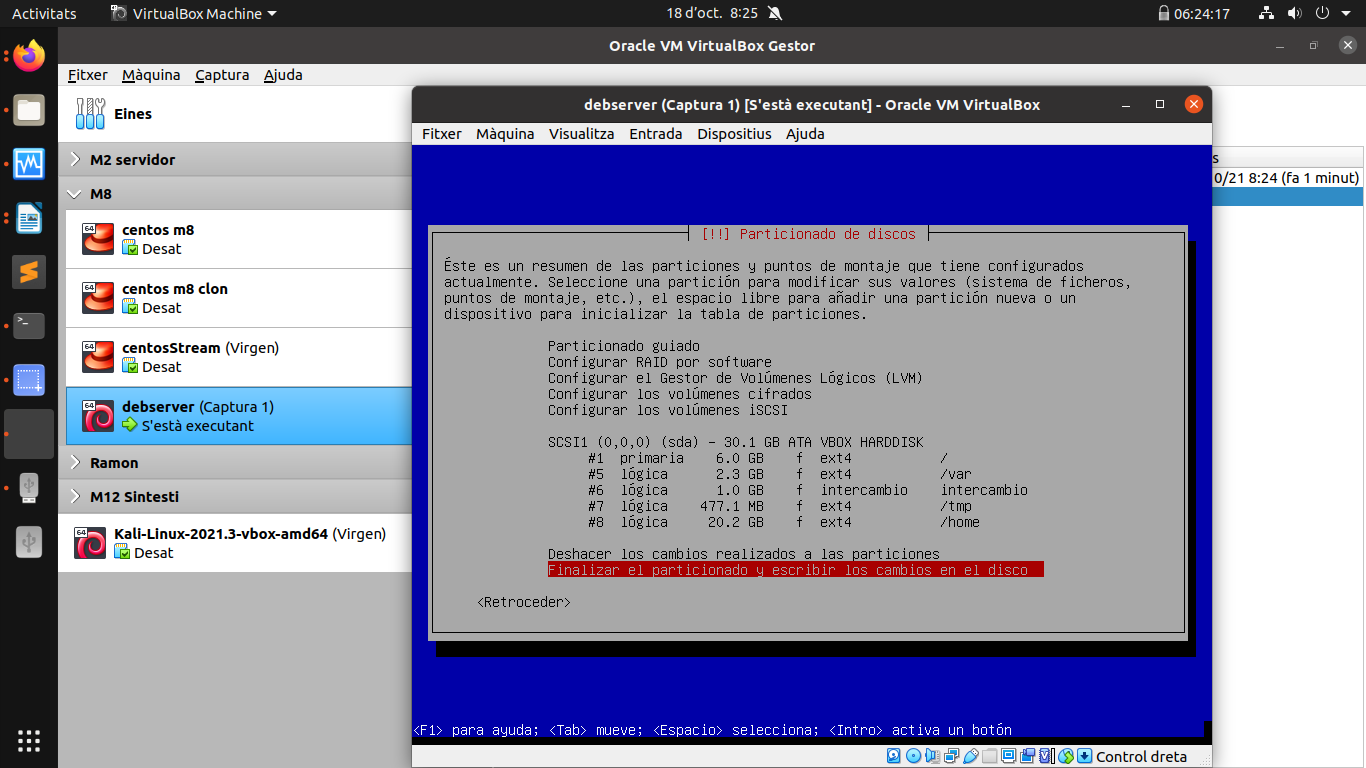 Activitats
VirtualBox Machine
18 d'oct. 8:25
06:24:17
Oracle VM VirtualBox Gestor
Fitxer Màquina Captura Ajuda
Eines
M2 servidor
M8
64
centos m8
Desat
64
centos m8 clon
Desat
64
centosStream (Virgen)
Desat
64
debserver (Captura 1)
S'està executant
Ramon
M12 Sintesti
64
Kali-Linux-2021.3-vbox-amd64 (Virgen)
Desat
s
0/21 8:24 (fa 1 minut)
debserver (Captura 1) [S'està executant] - Oracle VM VirtualBox
Fitxer Màquina Visualitza Entrada Dispositius Ajuda
[!!] Particionado de discos
Éste es un resumen de las particiones y puntos de montaje que tiene configurados
actualmente. Seleccione una partición para modificar sus valores (sistema de ficheros,
puntos de montaje, etc.), el espacio libre para añadir una partición nueva o un
dispositivo para inicializar la tabla de particiones.
Particionado guiado
Configurar RAID por software
Configurar el Gestor de Volúmenes Lógicos (LVM)
Configurar los volúmenes cifrados
Configurar los volúmenes iSCSI
SCSI1 (0,0,0) (sda) - 30.1 GB ATA VBOX HARDDISK
#1 primaria 6.0 GB f ext4 /
#5 lógica 2.3 GB f ext4 /var
#6 lógica 1.0 GB f intercambio intercambio
#7 lógica 477.1 MB f ext4 /tmp
#8 lógica 20.2 GB f ext4 /home
Deshacer los cambios realizados a las particiones
Finalizar el particionado y escribir los cambios en el disco
<Retroceder>
<F1> para ayuda; <Tab> mueve; <Espacio> selecciona; <Intro> activa un botón
Control dreta